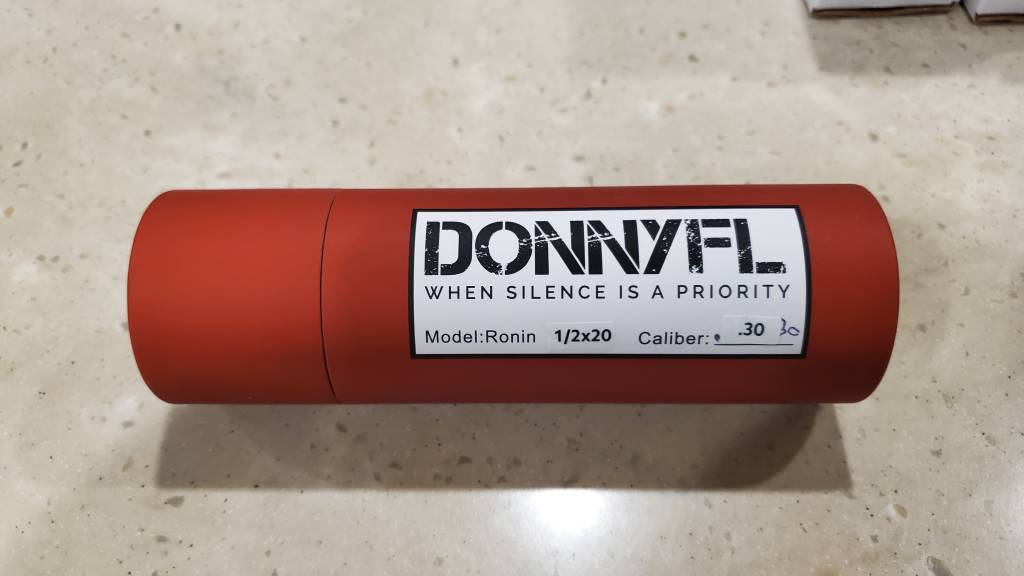 DONNYFL
WHEN SILENCE IS A PRIORITY
Model:Ronin 1/2x20 Caliber: .30 30